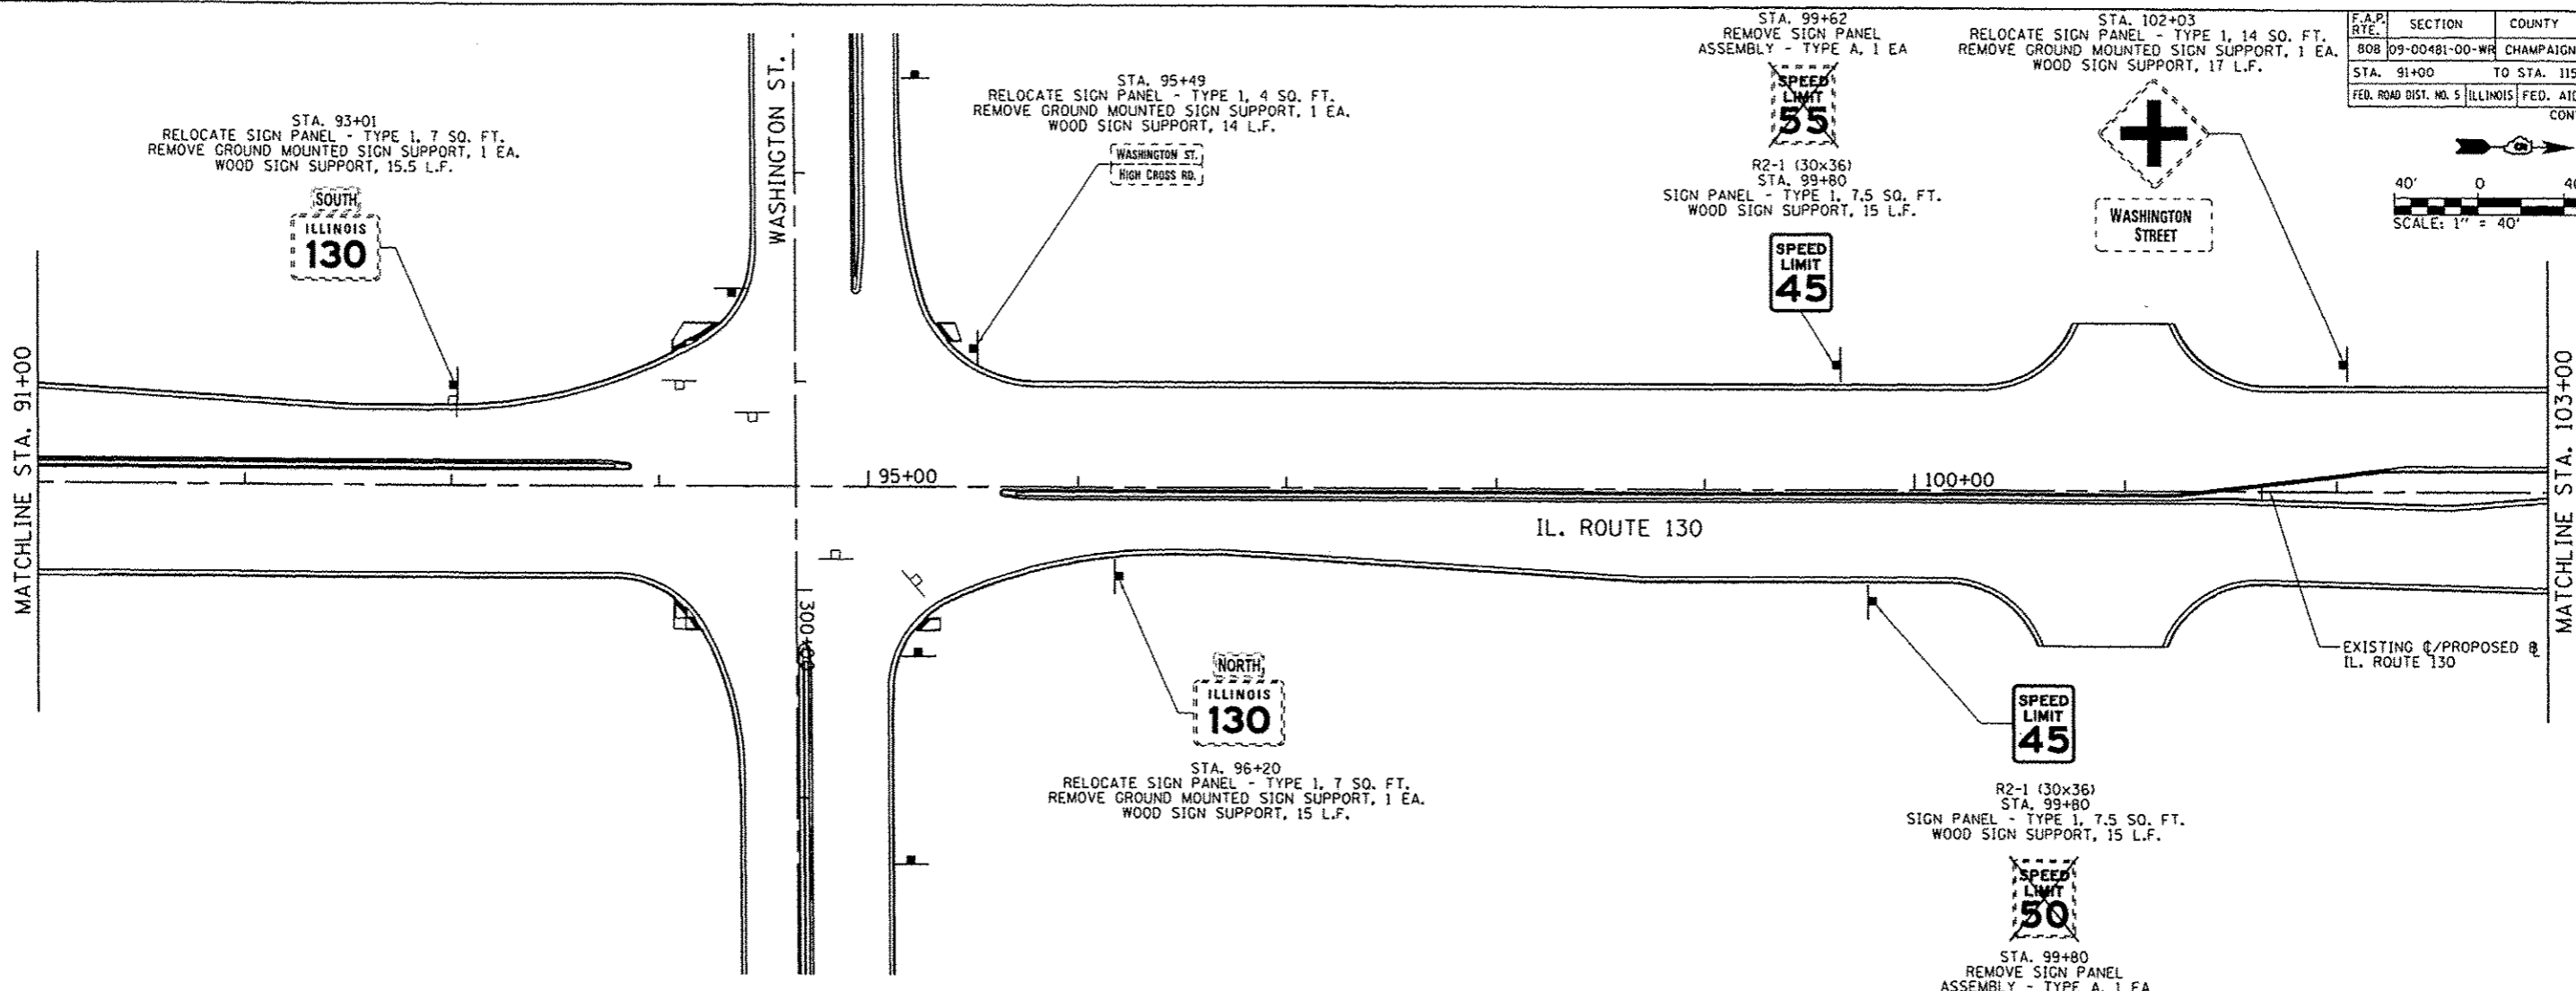 STA. 93+01
RELOCATE SIGN PANEL - TYPE 1, 7 SQ. FT.
REMOVE GROUND MOUNTED SIGN SUPPORT, 1 EA.
WOOD SIGN SUPPORT, 15.5 L.F.
SOUTH
ILLINOIS
130
WASHINGTON ST.
STA. 95+49
RELOCATE SIGN PANEL - TYPE 1, 4 SQ. FT.
REMOVE GROUND MOUNTED SIGN SUPPORT, 1 EA.
WOOD SIGN SUPPORT, 14 L.F.
WASHINGTON ST.
HIGH CROSS RD.
STA. 99+62
REMOVE SIGN PANEL
ASSEMBLY - TYPE A, 1 EA
SPEED
LIMIT
55
R2-1 (30x36)
STA. 99+80
SIGN PANEL - TYPE 1, 7.5 SQ. FT.
WOOD SIGN SUPPORT, 15 L.F.
SPEED
LIMIT
45
STA. 102+03
RELOCATE SIGN PANEL - TYPE 1, 14 SQ. FT.
REMOVE GROUND MOUNTED SIGN SUPPORT, 1 EA.
WOOD SIGN SUPPORT, 17 L.F.
WASHINGTON
STREET
F.A.P. RTE. SECTION COUNTY
808 09-00481-00-WR CHAMPAIGN
STA. 91+00 TO STA. 115
FED. ROAD DIST. NO. 5 ILLINOIS FED. AID
CONT
40' 0 40
SCALE: 1" = 40'
MATCHLINE STA. 91+00
95+00
100+00
IL. ROUTE 130
300+00
MATCHLINE STA. 103+00
EXISTING ℄/PROPOSED
IL. ROUTE 130
NORTH
ILLINOIS
130
STA. 96+20
RELOCATE SIGN PANEL - TYPE 1, 7 SQ. FT.
REMOVE GROUND MOUNTED SIGN SUPPORT, 1 EA.
WOOD SIGN SUPPORT, 15 L.F.
SPEED
LIMIT
45
R2-1 (30x36)
STA. 99+80
SIGN PANEL - TYPE 1, 7.5 SQ. FT.
WOOD SIGN SUPPORT, 15 L.F.
SPEED
LIMIT
50
STA. 99+80
REMOVE SIGN PANEL
ASSEMBLY - TYPE A, 1 EA